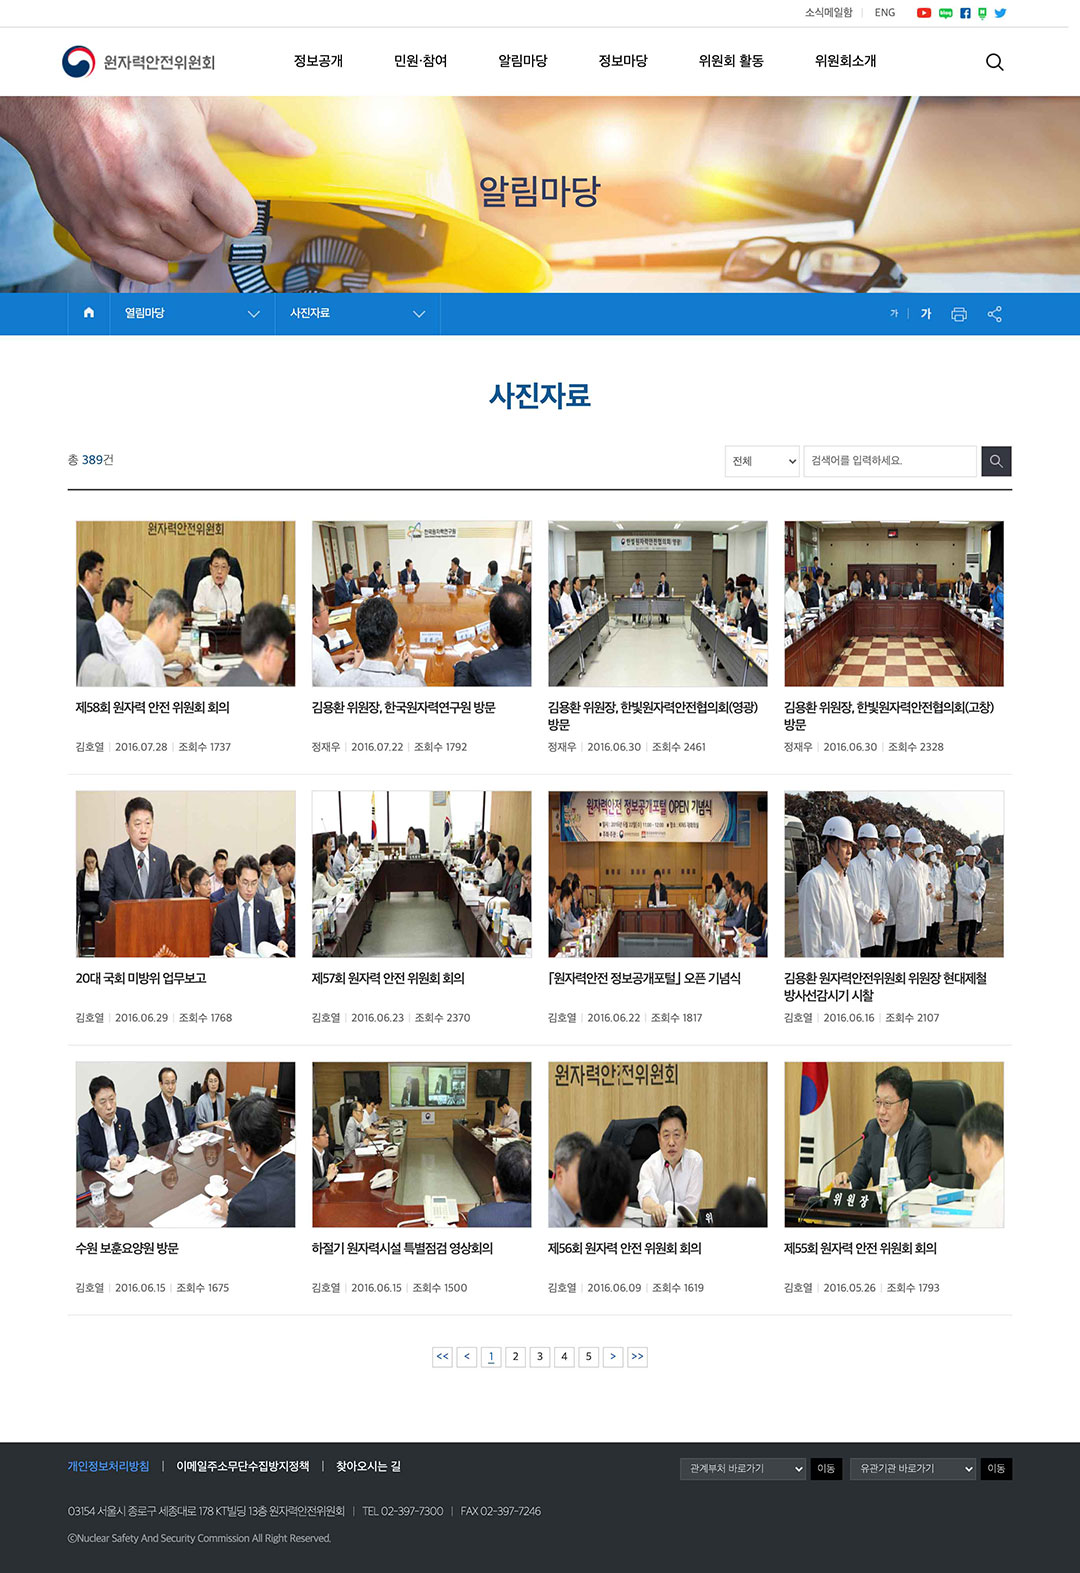 소식메일함 | ENG
원자력안전위원회
정보공개 민원·참여 알림마당 정보마당 위원회 활동 위원회소개
알림마당
열림마당 사진자료 가 | 가
사진자료
총 389건
전체 검색어를 입력하세요.
원자력안전위원회
한국원자력연구원
한빛원자력안전협의회(영광)
제58회 원자력 안전 위원회 회의
김호열 | 2016.07.28 | 조회수 1737
김용환 위원장, 한국원자력연구원 방문
정재우 | 2016.07.22 | 조회수 1792
김용환 위원장, 한빛원자력안전협의회(영광)
방문
정재우 | 2016.06.30 | 조회수 2461
김용환 위원장, 한빛원자력안전협의회(고창)
방문
정재우 | 2016.06.30 | 조회수 2328
원자력안전 정보공개포털 OPEN 기념식
20대 국회 미방위 업무보고
김호열 | 2016.06.29 | 조회수 1768
제57회 원자력 안전 위원회 회의
김호열 | 2016.06.23 | 조회수 2370
「원자력안전 정보공개포털」 오픈 기념식
김호열 | 2016.06.22 | 조회수 1817
김용환 원자력안전위원회 위원장 현대제철
방사선감시기 시찰
김호열 | 2016.06.16 | 조회수 2107
원자력안전위원회
위
위원장
수원 보훈요양원 방문
김호열 | 2016.06.15 | 조회수 1675
하절기 원자력시설 특별점검 영상회의
김호열 | 2016.06.15 | 조회수 1500
제56회 원자력 안전 위원회 회의
김호열 | 2016.06.09 | 조회수 1619
제55회 원자력 안전 위원회 회의
김호열 | 2016.05.26 | 조회수 1793
<< < 1 2 3 4 5 > >>
개인정보처리방침 | 이메일주소무단수집방지정책 | 찾아오시는 길
관계부처 바로가기 이동 유관기관 바로가기 이동
03154 서울시 종로구 세종대로 178 KT빌딩 13층 원자력안전위원회 | TEL 02-397-7300 | FAX 02-397-7246
©Nuclear Safety And Security Commission All Right Reserved.